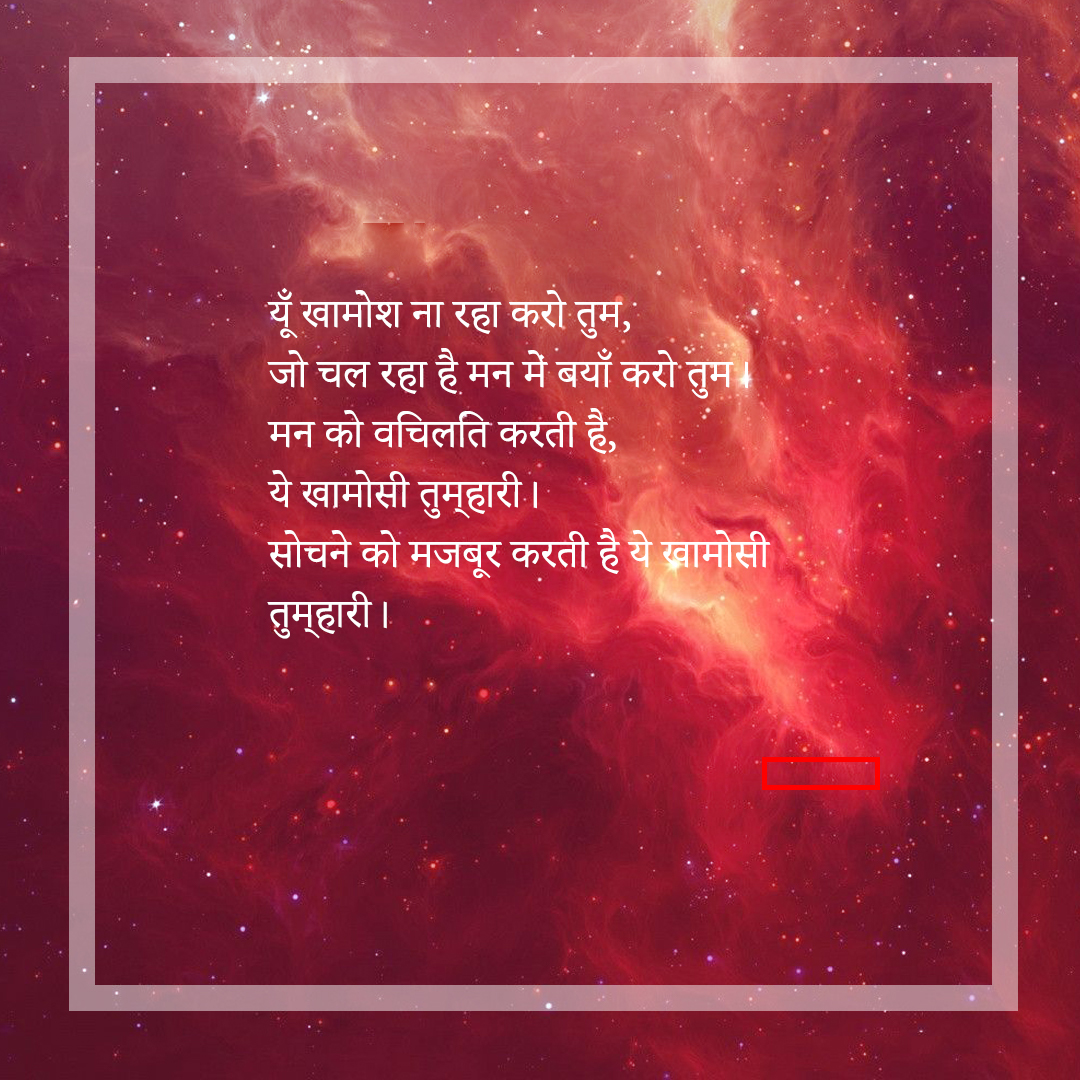 यूँ खामोश ना रहा करो तुम,
जो चल रहा है मन में बयाँ करो तुम।
मन को वचिलति करती है,
ये खामोसी तुम्हारी।
सोचने को मजबूर करती है ये खामोसी
तुम्हारी।